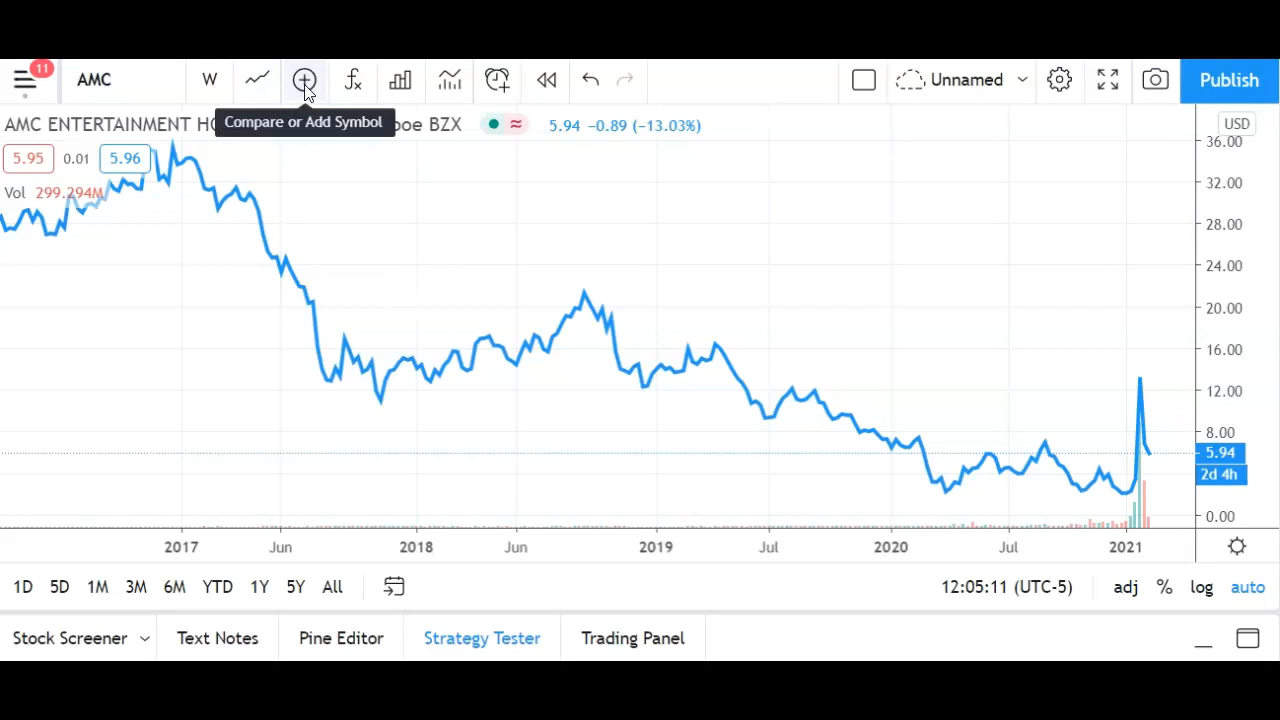 11
AMC
W
Unnamed
Publish
Compare or Add Symbol
AMC ENTERTAINMENT HO
boe BZX
5.94 −0.89 (−13.03%)
USD
5.95 0.01 5.96
Vol 299.294M
36.00
32.00
28.00
24.00
20.00
16.00
12.00
8.00
5.94
2d 4h
0.00
2017 Jun 2018 Jun 2019 Jul 2020 Jul 2021
1D 5D 1M 3M 6M YTD 1Y 5Y All
12:05:11 (UTC-5) adj % log auto
Stock Screener Text Notes Pine Editor Strategy Tester Trading Panel